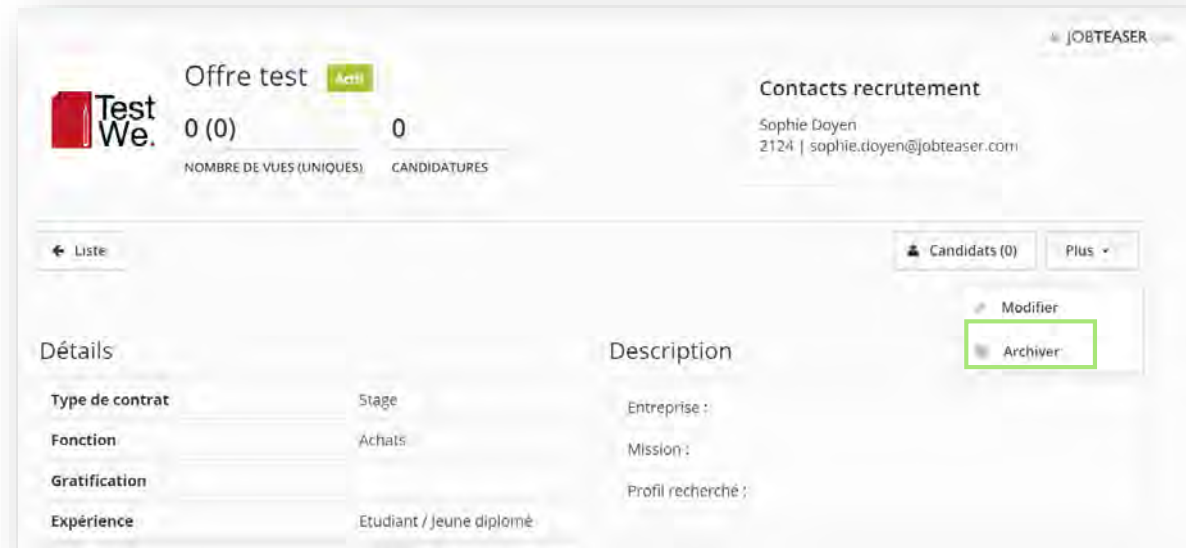 JOBTEASER
Offre test Actif
Test
We.
0 (0)
0
NOMBRE DE VUES (UNIQUES)
CANDIDATURES
Contacts recrutement
Sophie Doyen
2124 | sophie.doyen@jobteaser.com
Liste
Candidats (0)
Plus
Modifier
Archiver
Détails
Type de contrat Stage
Fonction Achats
Gratification
Expérience Etudiant / Jeune diplomé
Description
Entreprise :
Mission :
Profil recherché :